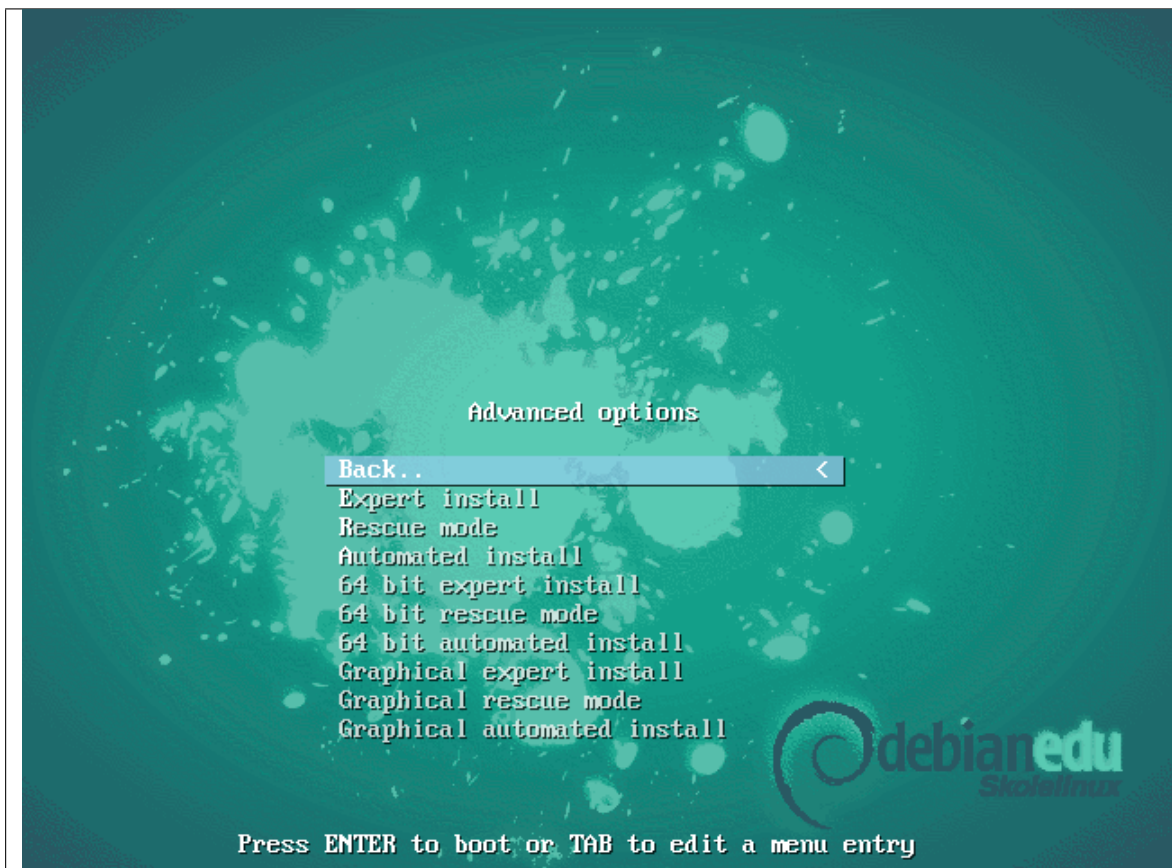 Advanced options
Back.. <
Expert install
Rescue mode
Automated install
64 bit expert install
64 bit rescue mode
64 bit automated install
Graphical expert install
Graphical rescue mode
Graphical automated install
debianedu
Skolelinux
Press ENTER to boot or TAB to edit a menu entry